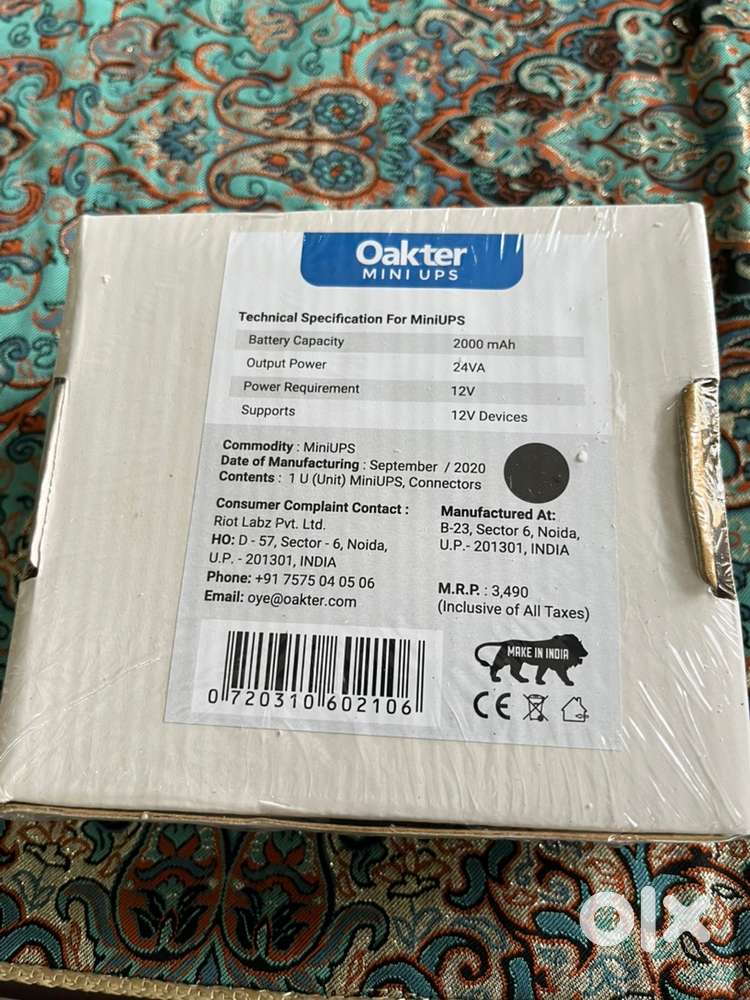 Oakter
MINI UPS
Technical Specification For MiniUPS
Battery Capacity 2000 mAh
Output Power 24VA
Power Requirement 12V
Supports 12V Devices
Commodity : MiniUPS
Date of Manufacturing : September / 2020
Contents : 1 U (Unit) MiniUPS, Connectors
Consumer Complaint Contact :
Riot Labz Pvt. Ltd.
HO: D - 57, Sector - 6, Noida,
U.P. - 201301, INDIA
Phone: +91 7575 04 05 06
Email: oye@oakter.com
Manufactured At:
B-23, Sector 6, Noida,
U.P.- 201301, INDIA
M.R.P. : 3,490
(Inclusive of All Taxes)
MAKE IN INDIA
0 720310 602106
CE
olx